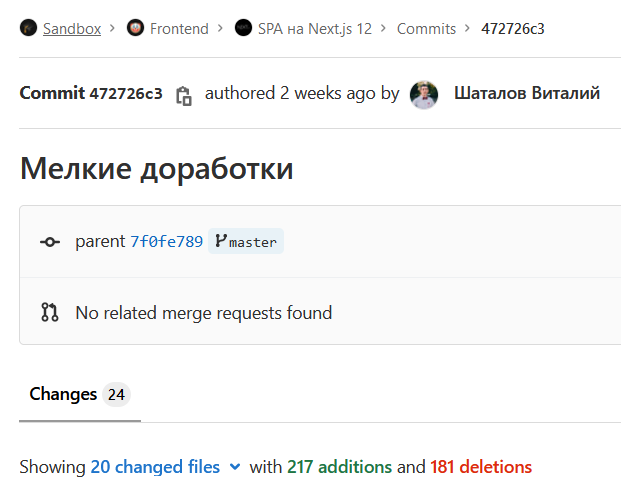 Sandbox > Frontend > SPA на Next.js 12 > Commits > 472726c3
Commit 472726c3 authored 2 weeks ago by Шаталов Виталий
Мелкие доработки
parent 7f0fe789 master
No related merge requests found
Changes 24
Showing 20 changed files with 217 additions and 181 deletions